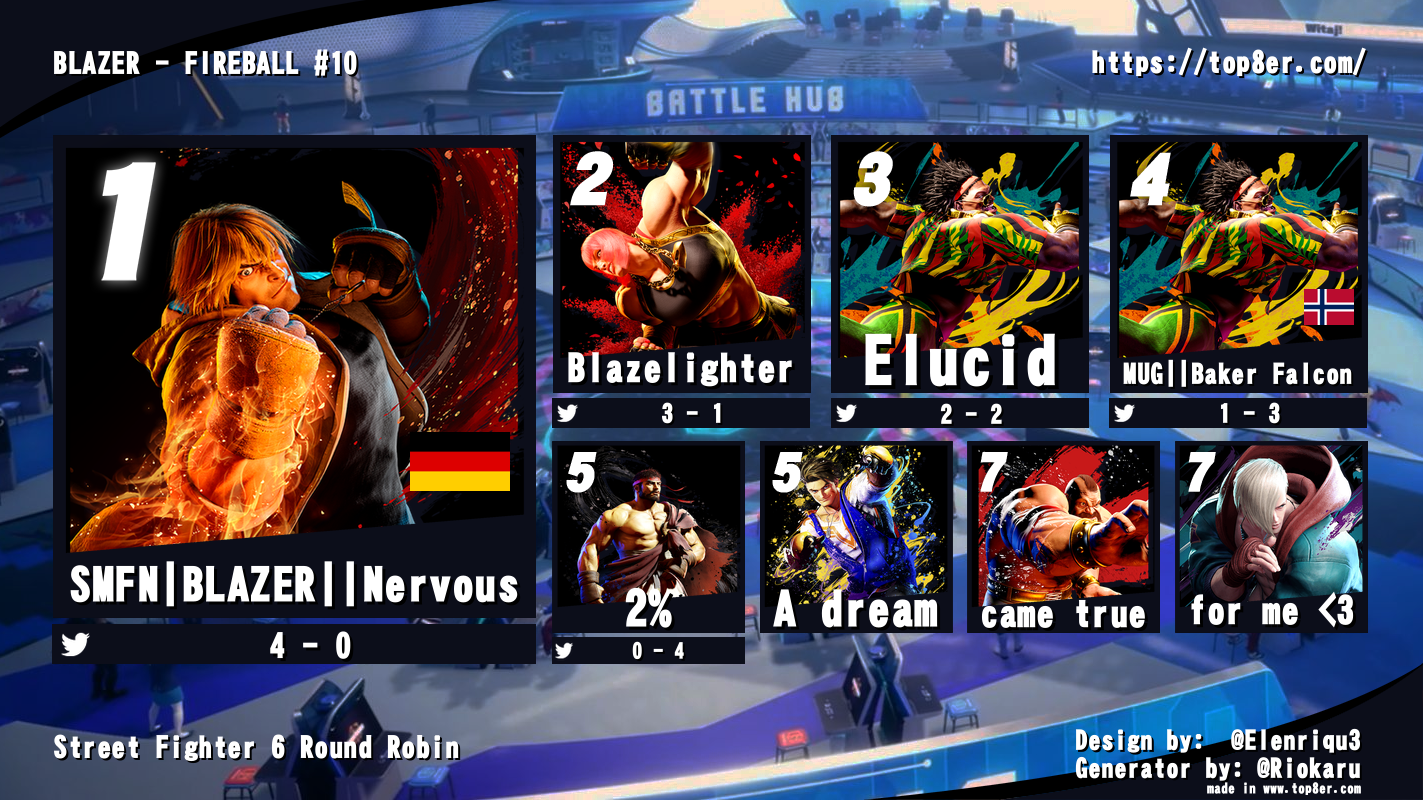 BLAZER - FIREBALL #10
https://top8er.com/
Witaj!
BATTLE HUB
1
2
3
4
SMFN|BLAZER||Nervous
4 - 0
Blazelighter
3 - 1
Elucid
2 - 2
MUG||Baker Falcon
1 - 3
5
5
7
7
2%
0 - 4
A dream
came true
for me <3
Street Fighter 6 Round Robin
Design by: @Elenriqu3
Generator by: @Riokaru
made in www.top8er.com